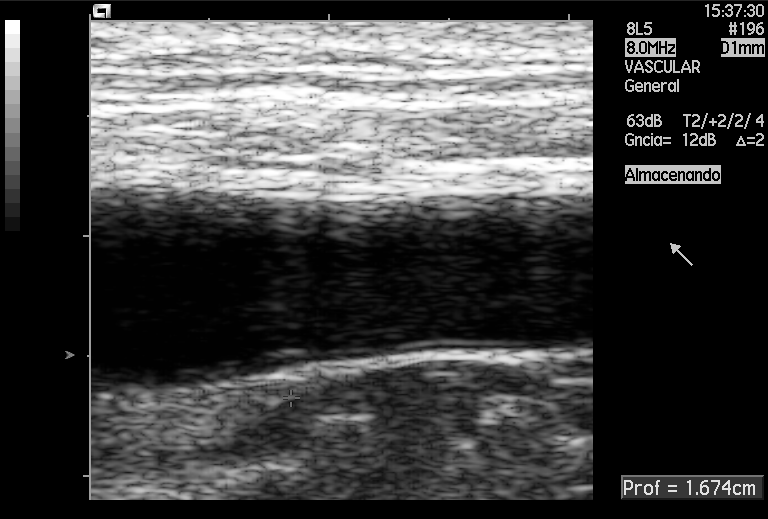 15:37:30
8L5 #196
8.0MHz 01mm
VASCULAR
General
63dB T2/+2/2/ 4
Gncia= 12dB Δ=2
Almacenando
Prof = 1.674cm